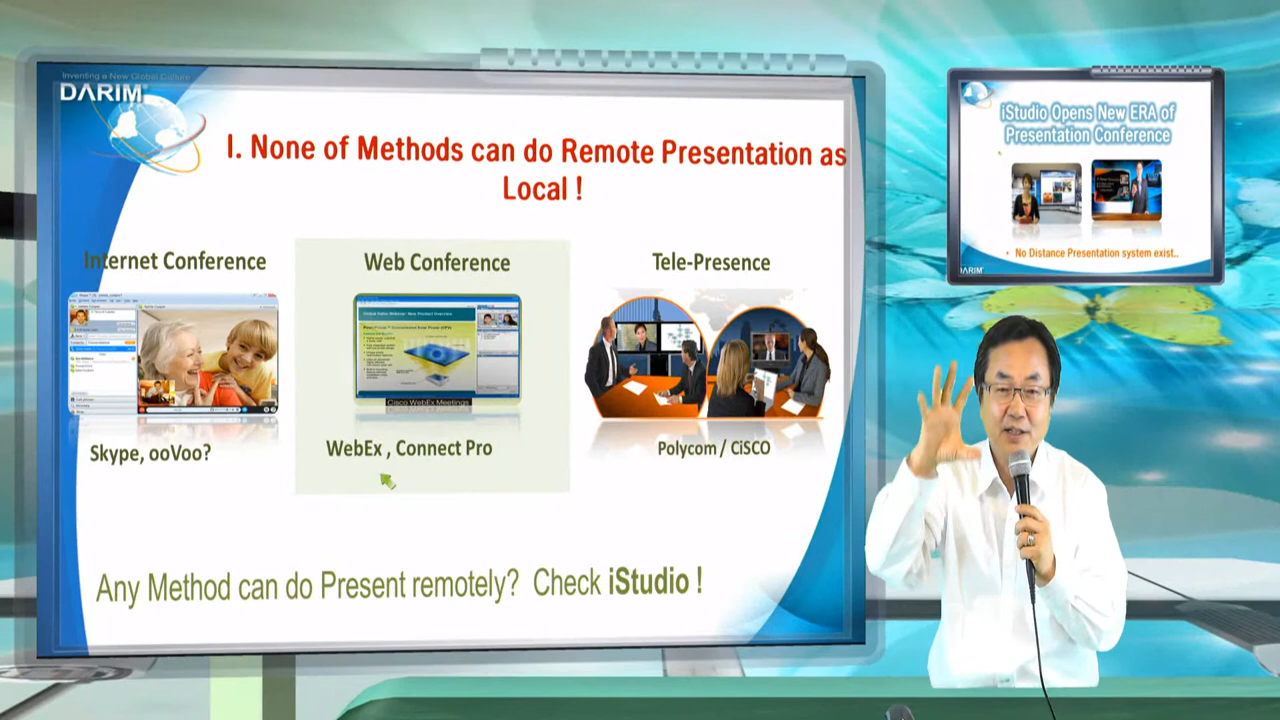 Inventing a New Global Culture
DARIM
I. None of Methods can do Remote Presentation as
Local !
Internet Conference
Web Conference
Tele-Presence
Cisco WebEx Meetings
Skype, ooVoo?
WebEx , Connect Pro
Polycom / CiSCO
Any Method can do Present remotely? Check iStudio !
iStudio Opens New ERA of
Presentation Conference
• No Distance Presentation system exist..
DARIM